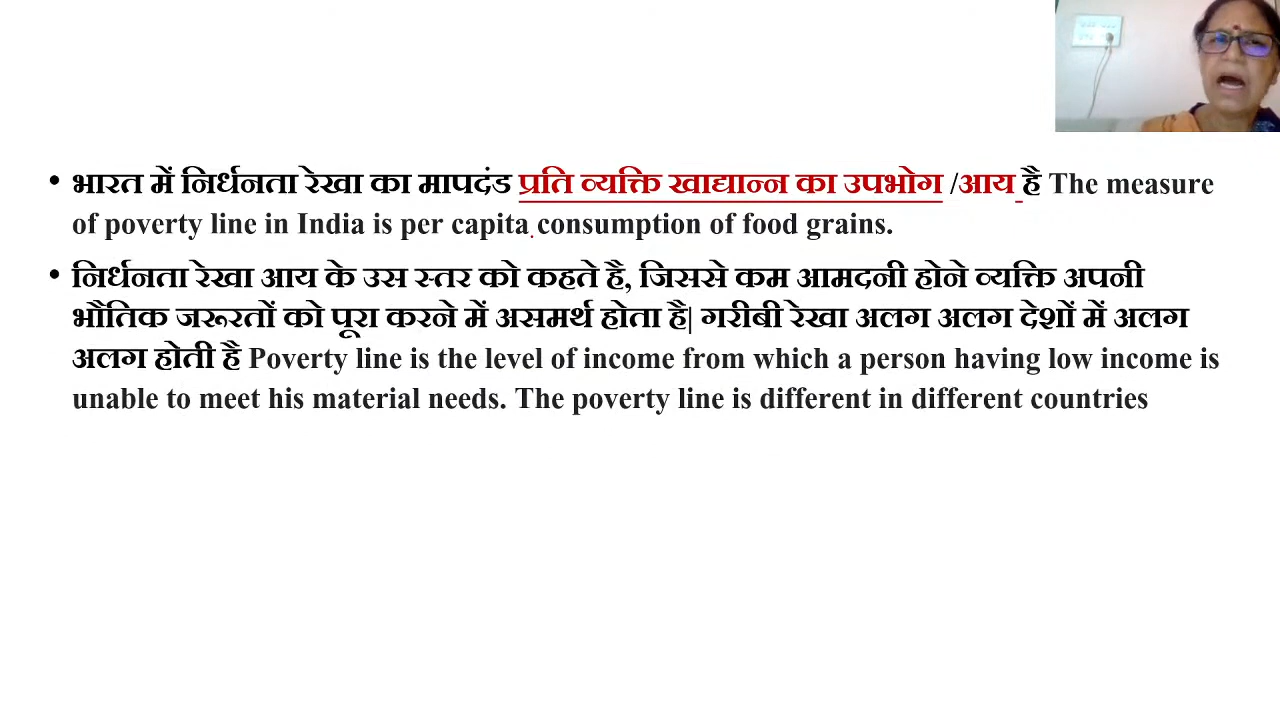 • भारत में निर्धनता रेखा का मापदंड प्रति व्यक्ति खाद्यान्न का उपभोग /आय है The measure
of poverty line in India is per capita consumption of food grains.
• निर्धनता रेखा आय के उस स्तर को कहते है, जिससे कम आमदनी होने व्यक्ति अपनी
भौतिक जरूरतों को पूरा करने में असमर्थ होता है| गरीबी रेखा अलग अलग देशों में अलग
अलग होती है Poverty line is the level of income from which a person having low income is
unable to meet his material needs. The poverty line is different in different countries